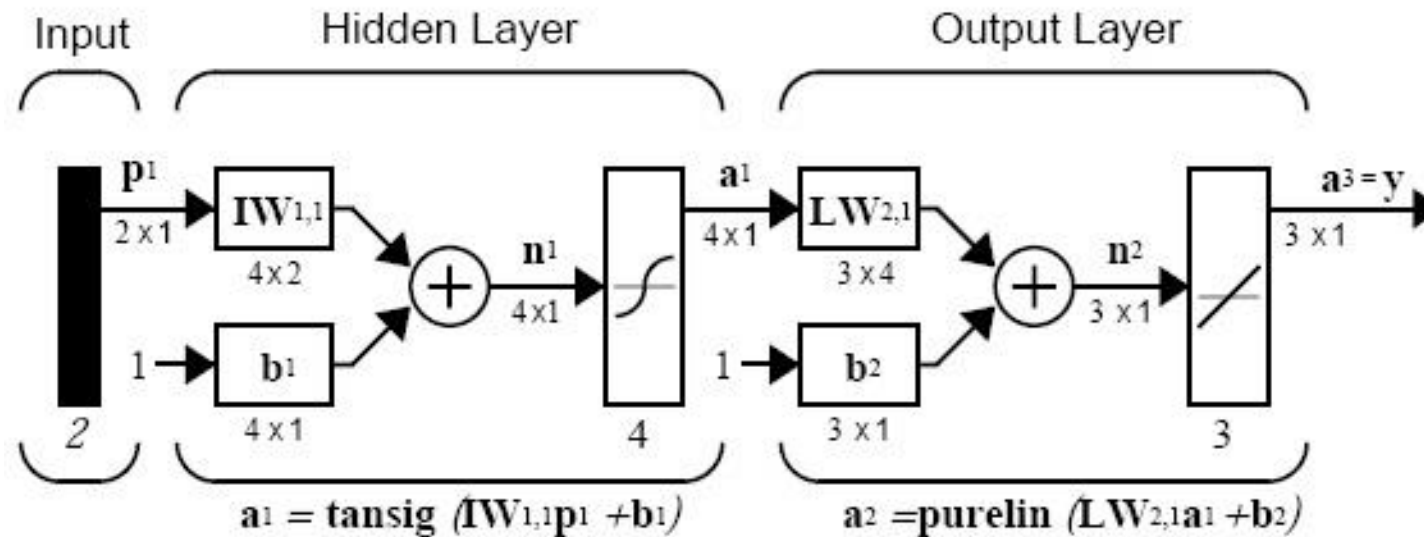 Input Hidden Layer Output Layer
p1 a1 a3 = y
IW1,1 LW2,1
2 x 1 4 x 1 3 x 1
n1 n2
4 x 2 3 x 4
4 x 1 3 x 1
1 b1 1 b2
2 4 x 1 4 3 x 1 3
a1 = tansig (IW1,1p1 +b1) a2 =purelin (LW2,1a1 +b2)